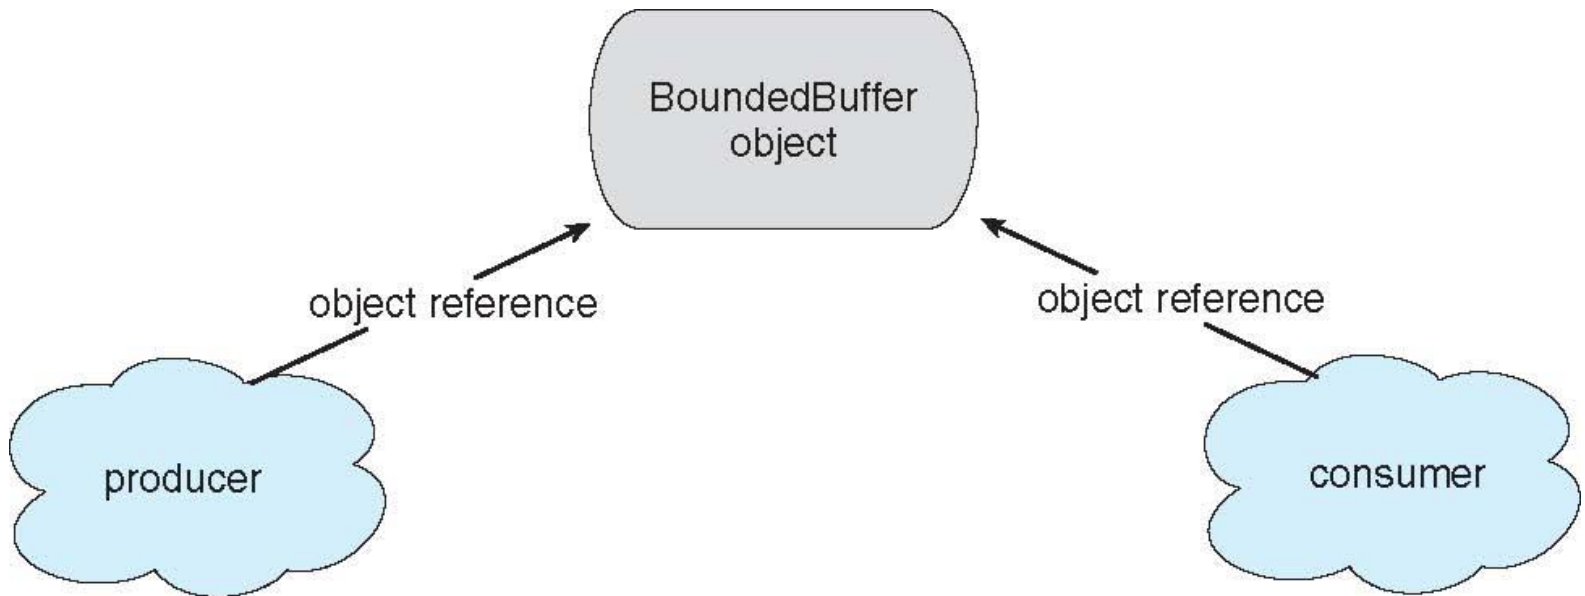 BoundedBuffer
object
object reference
object reference
producer
consumer